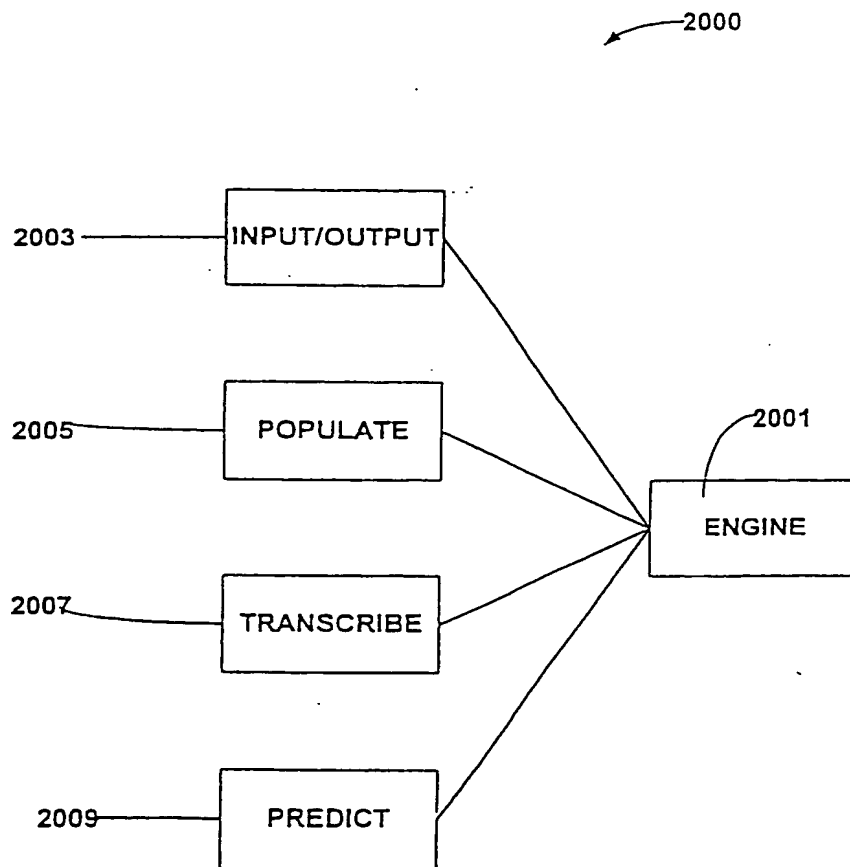 2000
2003 INPUT/OUTPUT
2005 POPULATE
2001
ENGINE
2007 TRANSCRIBE
2009 PREDICT